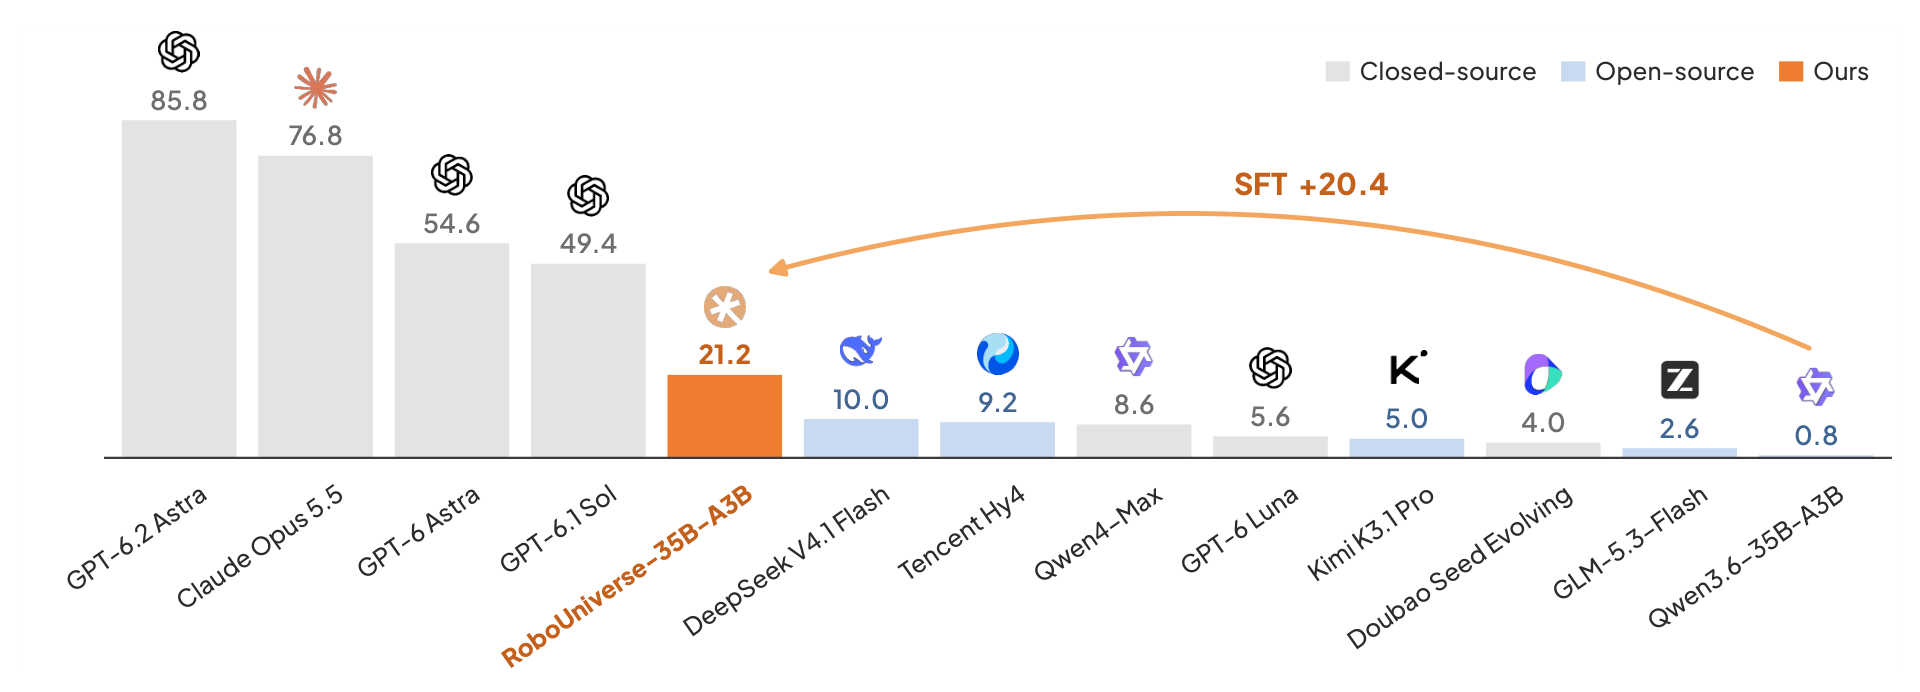 Closed-source
Open-source
Ours
85.8
76.8
54.6
49.4
21.2
10.0
9.2
8.6
5.6
5.0
4.0
2.6
0.8
SFT +20.4
GPT-6.2 Astra
Claude Opus 5.5
GPT-6 Astra
GPT-6.1 Sol
RoboUniverse-35B-A3B
DeepSeek V4.1 Flash
Tencent Hy4
Qwen4-Max
GPT-6 Luna
Kimi K3.1 Pro
Doubao Seed Evolving
GLM-5.3-Flash
Qwen3.6-35B-A3B